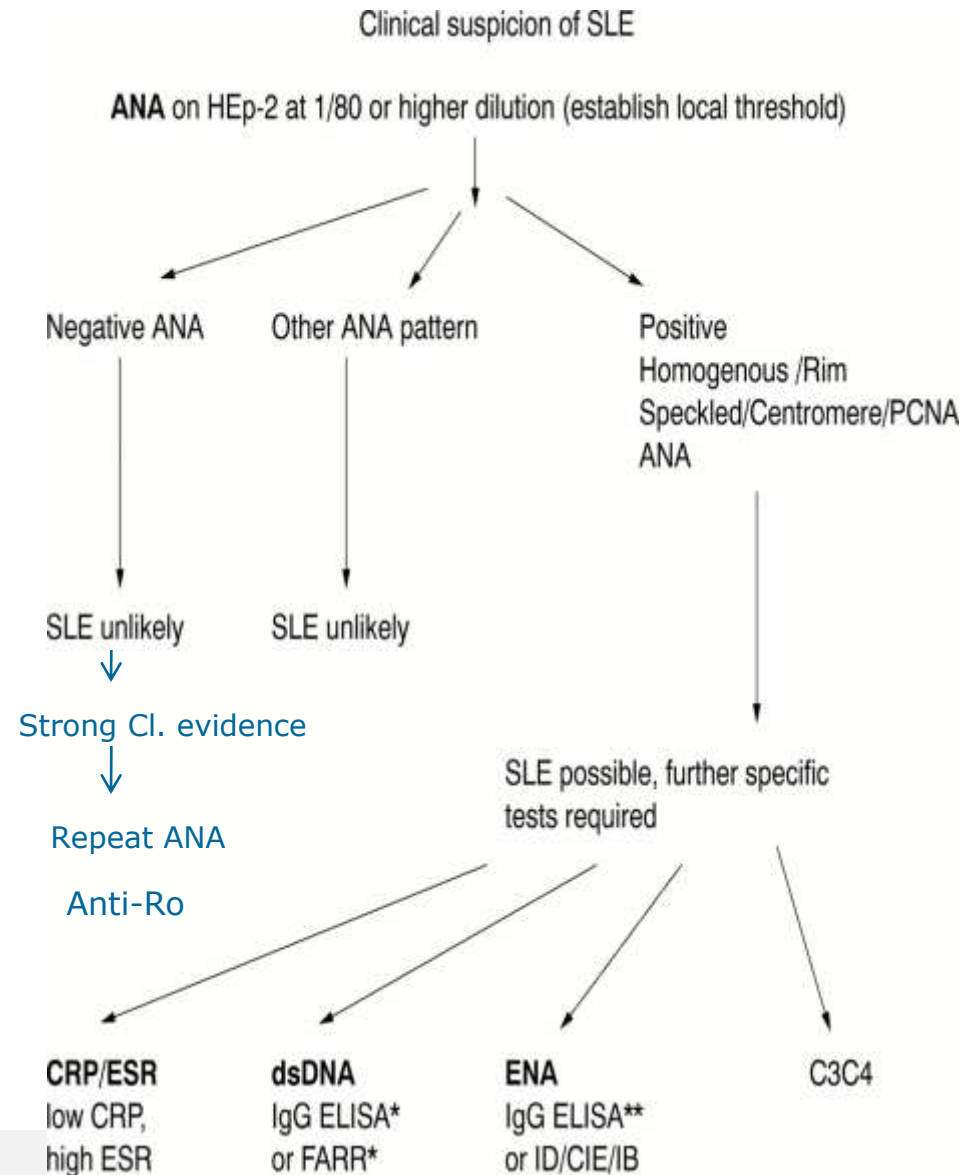 Clinical suspicion of SLE
ANA on HEp-2 at 1/80 or higher dilution (establish local threshold)
Negative ANA
Other ANA pattern
Positive
Homogenous /Rim
Speckled/Centromere/PCNA
ANA
SLE unlikely
SLE unlikely
Strong Cl. evidence
Repeat ANA
Anti-Ro
SLE possible, further specific
tests required
CRP/ESR
low CRP,
high ESR
dsDNA
IgG ELISA*
or FARR*
ENA
IgG ELISA**
or ID/CIE/IB
C3C4